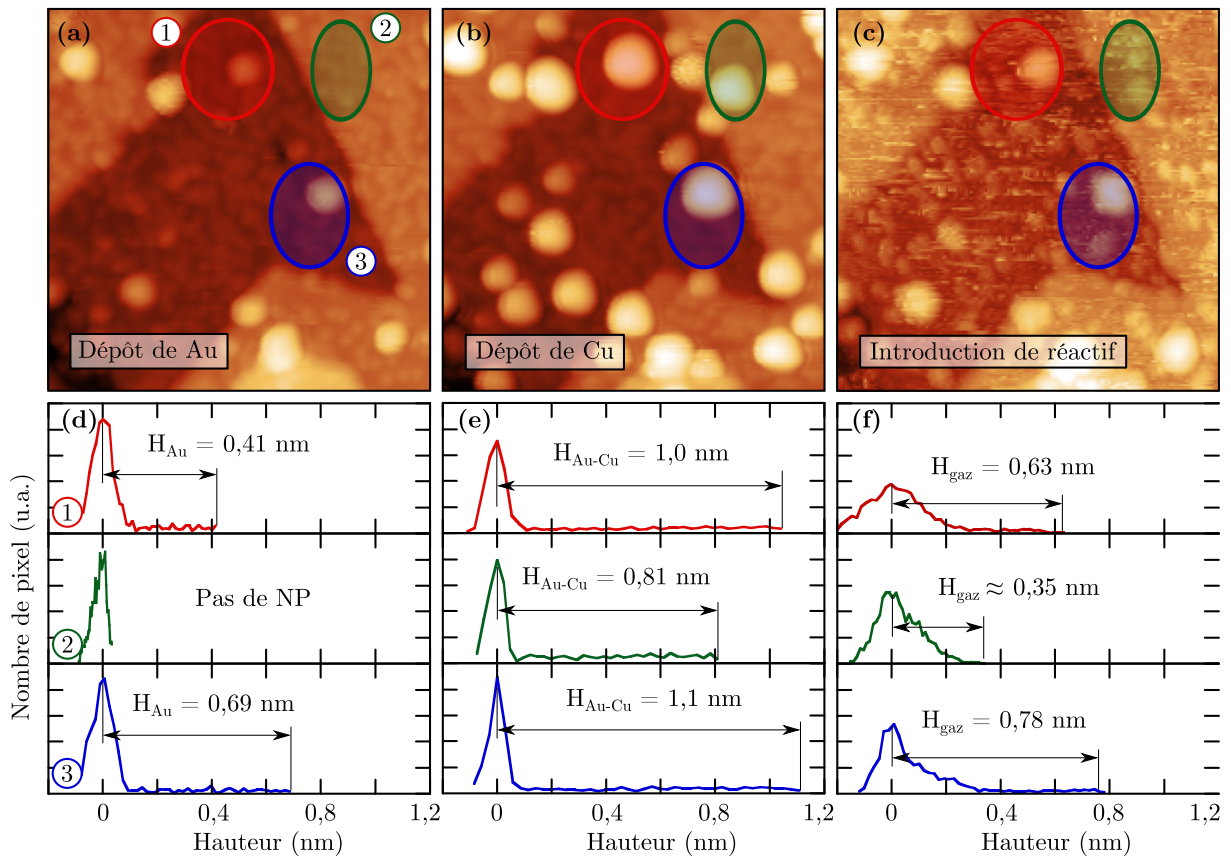 (a) 1 2 (b) (c)
3
Dépôt de Au Dépôt de Cu Introduction de réactif
Nombre de pixel (u.a.)
(d) (e) (f)
H_Au = 0,41 nm H_Au-Cu = 1,0 nm H_gaz = 0,63 nm
1
Pas de NP H_Au-Cu = 0,81 nm H_gaz ≈ 0,35 nm
2
H_Au = 0,69 nm H_Au-Cu = 1,1 nm H_gaz = 0,78 nm
3
0 0,4 0,8 1,2 0 0,4 0,8 1,2 0 0,4 0,8 1,2
Hauteur (nm) Hauteur (nm) Hauteur (nm)